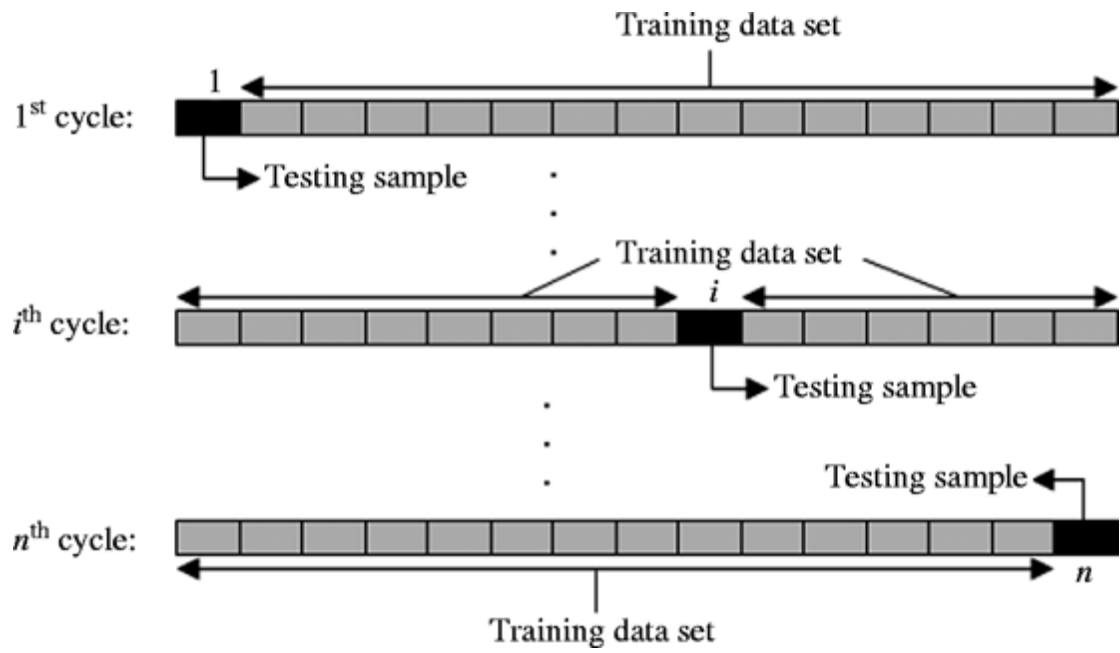 Training data set
1
1st cycle:
Testing sample
Training data set
i
ith cycle:
Testing sample
Testing sample
nth cycle:
n
Training data set